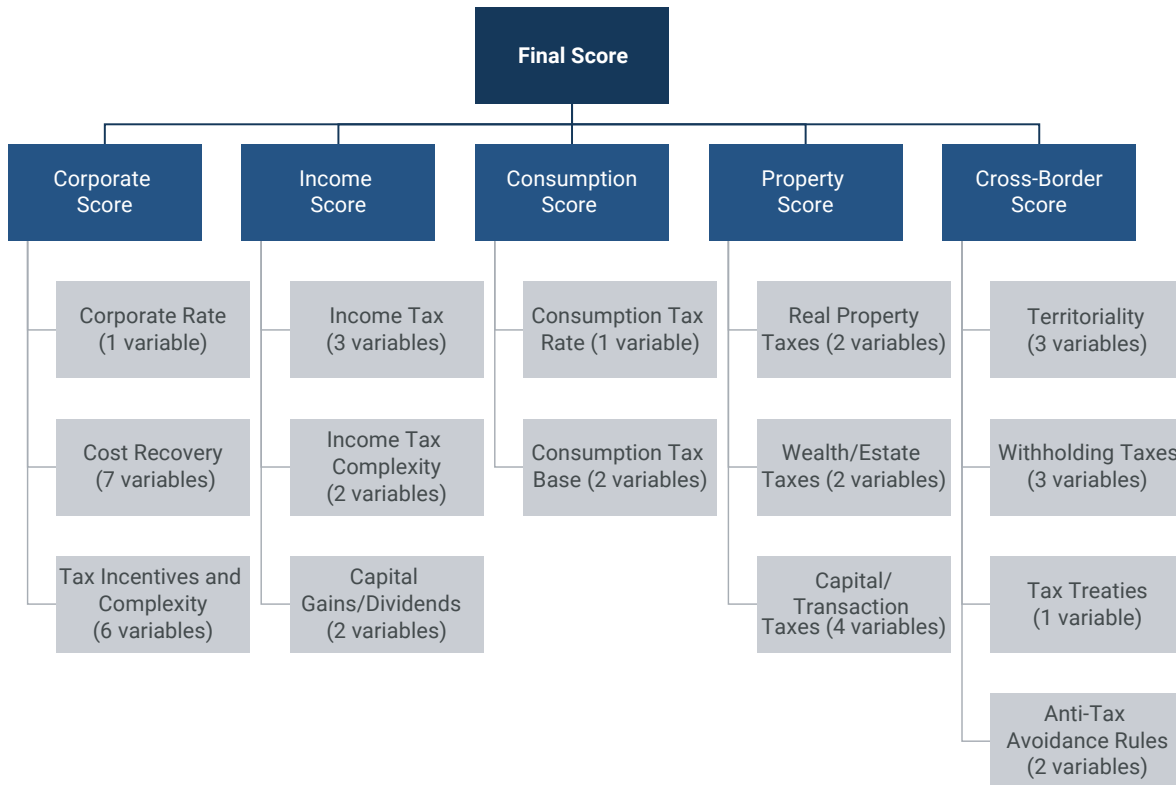 Final Score
Corporate
Score
Income
Score
Consumption
Score
Property
Score
Cross-Border
Score
Corporate Rate
(1 variable)
Cost Recovery
(7 variables)
Tax Incentives and
Complexity
(6 variables)
Income Tax
(3 variables)
Income Tax
Complexity
(2 variables)
Capital
Gains/Dividends
(2 variables)
Consumption Tax
Rate (1 variable)
Consumption Tax
Base (2 variables)
Real Property
Taxes (2 variables)
Wealth/Estate
Taxes (2 variables)
Capital/
Transaction
Taxes (4 variables)
Territoriality
(3 variables)
Withholding Taxes
(3 variables)
Tax Treaties
(1 variable)
Anti-Tax
Avoidance Rules
(2 variables)